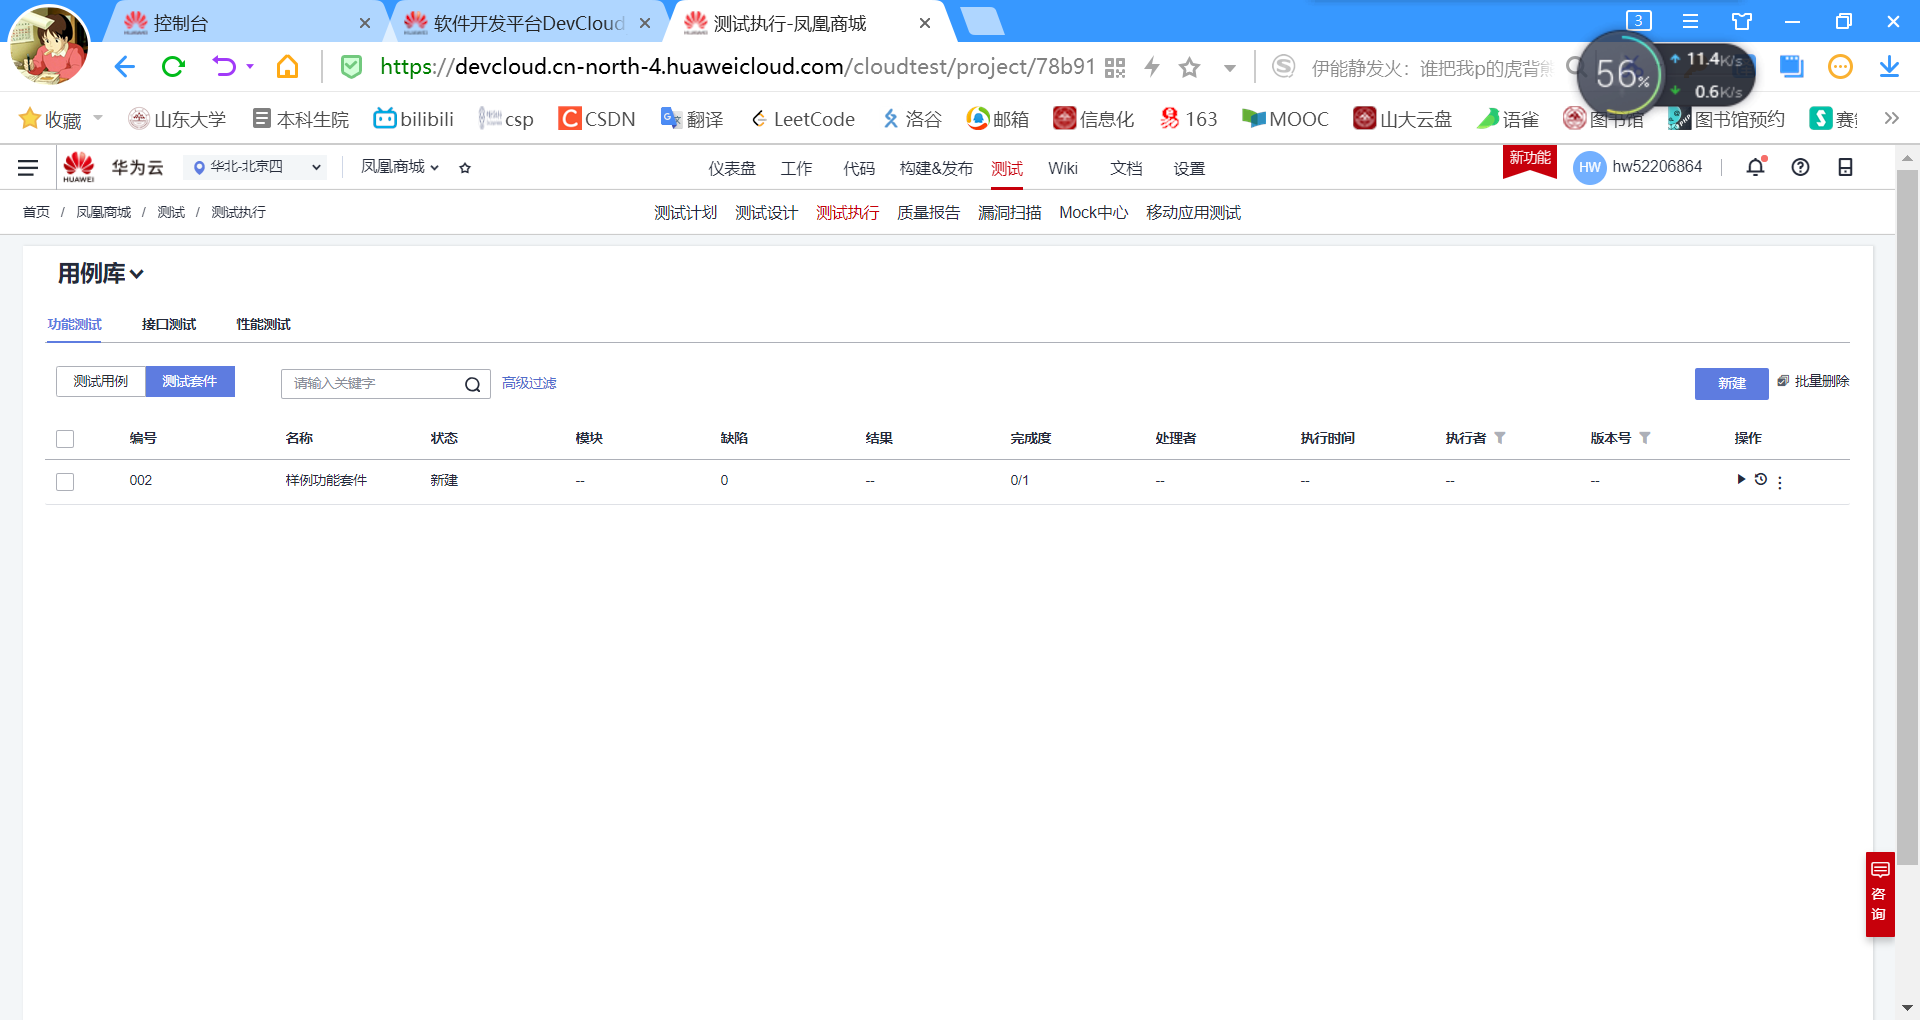 控制台
软件开发平台DevCloud
测试执行-凤凰商城
3
https://devcloud.cn-north-4.huaweicloud.com/cloudtest/project/78b91
伊能静发火：谁把我p的虎背熊
56%
11.4K/s
0.6K/s
收藏
山东大学
本科生院
bilibili
csp
CSDN
翻译
LeetCode
洛谷
邮箱
信息化
163
MOOC
山大云盘
语雀
图书馆
图书馆预约
HUAWEI
华为云
华北-北京四
凤凰商城
仪表盘
工作
代码
构建&发布
测试
Wiki
文档
设置
新功能
HW
hw52206864
首页 / 凤凰商城 / 测试 / 测试执行
测试计划
测试设计
测试执行
质量报告
漏洞扫描
Mock中心
移动应用测试
用例库
功能测试
接口测试
性能测试
测试用例
测试套件
请输入关键字
高级过滤
新建
批量删除
编号 名称 状态 模块 缺陷 结果 完成度 处理者 执行时间 执行者 版本号 操作
002 样例功能套件 新建 -- 0 -- 0/1 -- -- -- --
咨
询